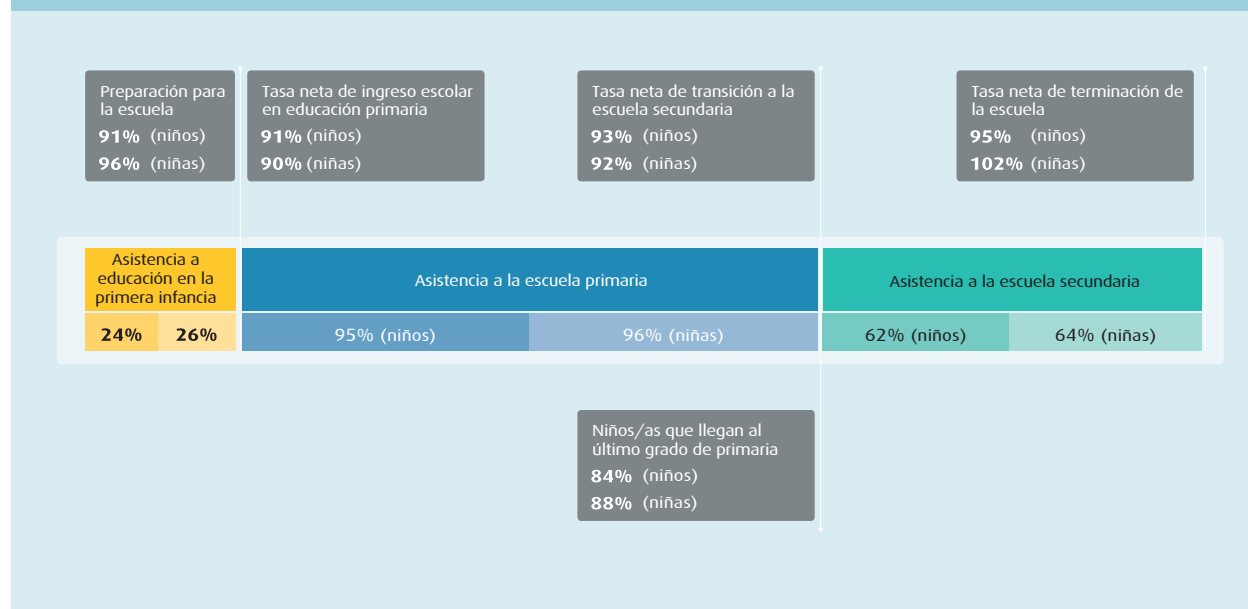 Preparación para
la escuela
91% (niños)
96% (niñas)
Tasa neta de ingreso escolar
en educación primaria
91% (niños)
90% (niñas)
Tasa neta de transición a la
escuela secundaria
93% (niños)
92% (niñas)
Tasa neta de terminación de
la escuela
95% (niños)
102% (niñas)
Asistencia a
educación en la
primera infancia
Asistencia a la escuela primaria
Asistencia a la escuela secundaria
24% 26% 95% (niños) 96% (niñas) 62% (niños) 64% (niñas)
Niños/as que llegan al
último grado de primaria
84% (niños)
88% (niñas)